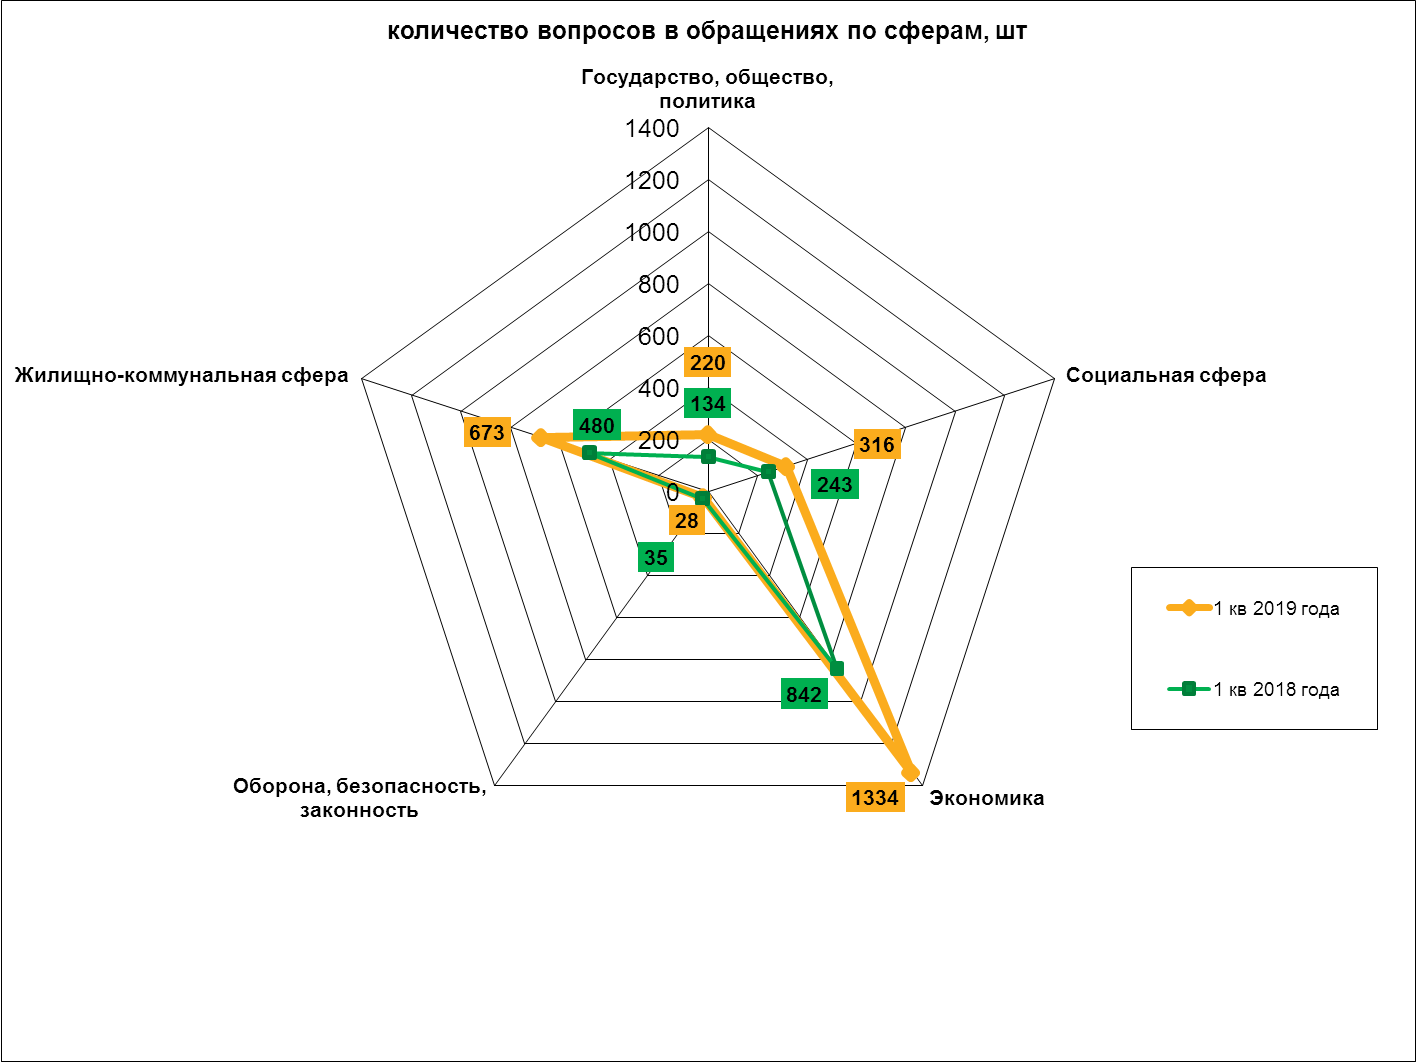 количество вопросов в обращениях по сферам, шт
Государство, общество,
политика
1400
1200
1000
800
600
400
200
0
220
134
Жилищно-коммунальная сфера
Социальная сфера
673
480
316
243
28
35
842
1334
Оборона, безопасность,
законность
Экономика
1 кв 2019 года
1 кв 2018 года